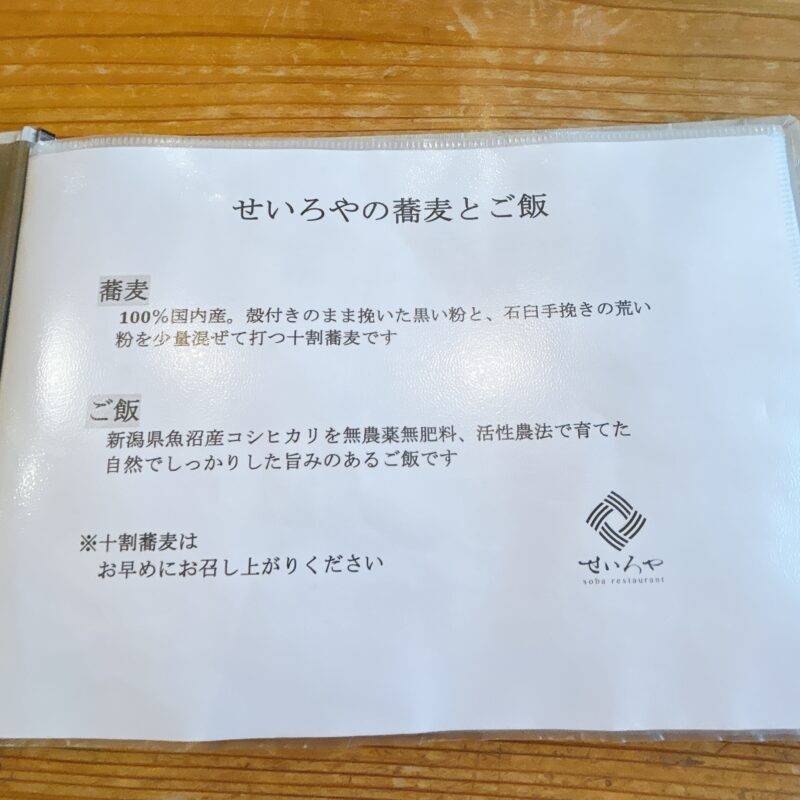 せいろやの蕎麦とご飯
蕎麦
100%国内産。殻付きのまま挽いた黒い粉と、石臼手挽きの荒い
粉を少量混ぜて打つ十割蕎麦です
ご飯
新潟県魚沼産コシヒカリを無農薬無肥料、活性農法で育てた
自然でしっかりした旨みのあるご飯です
※十割蕎麦は
お早めにお召し上がりください
せいろや
soba restaurant